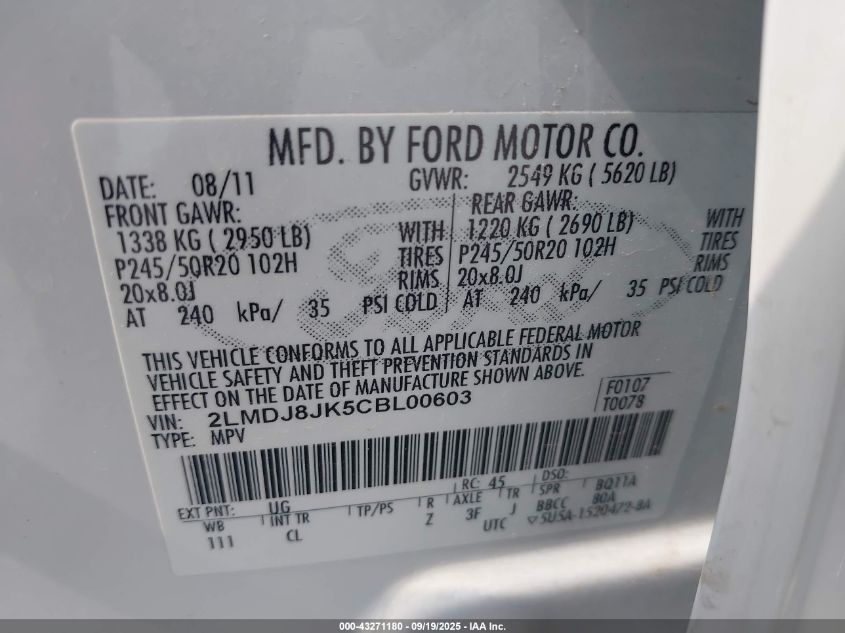 MFD. BY FORD MOTOR CO.
DATE: 08/11 GVWR: 2549 KG ( 5620 LB)
FRONT GAWR: REAR GAWR:
1338 KG ( 2950 LB) WITH 1220 KG ( 2690 LB) WITH
P245/50R20 102H TIRES P245/50R20 102H TIRES
20x8.0J RIMS 20x8.0J RIMS
AT 240 kPa/ 35 PSI COLD AT 240 kPa/ 35 PSI COLD
THIS VEHICLE CONFORMS TO ALL APPLICABLE FEDERAL MOTOR
VEHICLE SAFETY AND THEFT PREVENTION STANDARDS IN
EFFECT ON THE DATE OF MANUFACTURE SHOWN ABOVE.
VIN: 2LMDJ8JK5CBL00603 F0107
TYPE: MPV T0078
EXT PNT: UG RC: 45 DSO:
WB INT TR TP/PS R AXLE TR SPR BQ11A
111 CL Z 3F J BBCC 80A
UTC 5U5A-1520472-BA
000-43271180 - 09/19/2025 - IAA Inc.